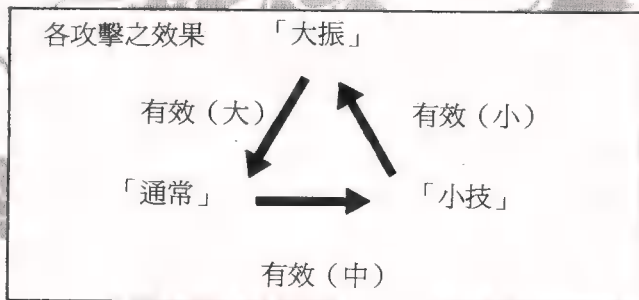 各攻擊之效果 「大振」
有效（大） 有效（小）
「通常」 「小技」
有效（中）